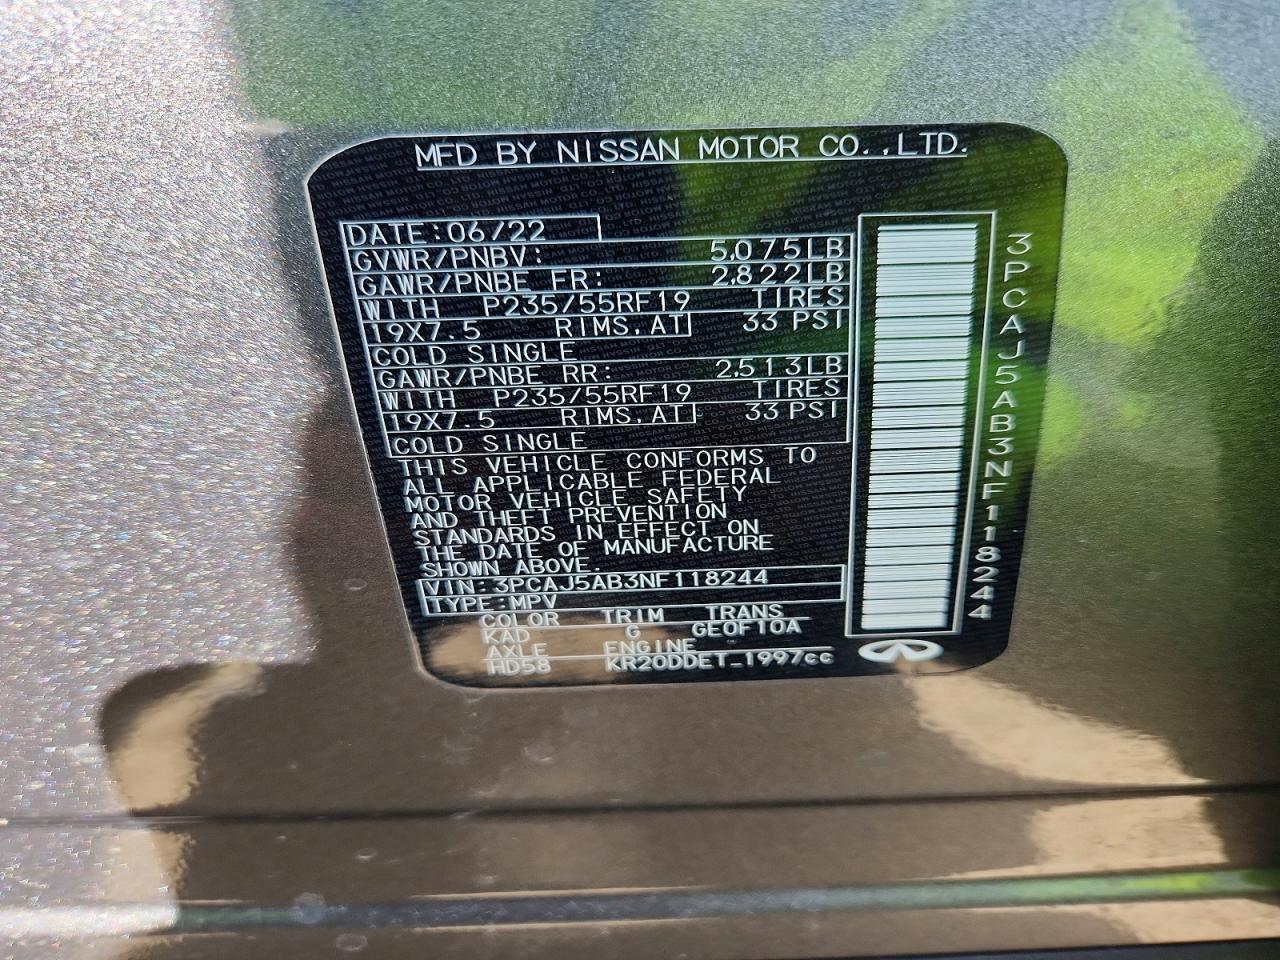 MFD BY NISSAN MOTOR CO.,LTD.
DATE:06/22
GVWR/PNBV: 5,075LB
GAWR/PNBE FR: 2,822LB
WITH P235/55RF19 TIRES
19X7.5 RIMS,AT 33 PSI
COLD SINGLE
GAWR/PNBE RR: 2,513LB
WITH P235/55RF19 TIRES
19X7.5 RIMS,AT 33 PSI
COLD SINGLE
THIS VEHICLE CONFORMS TO
ALL APPLICABLE FEDERAL
MOTOR VEHICLE SAFETY
AND THEFT PREVENTION
STANDARDS IN EFFECT ON
THE DATE OF MANUFACTURE
SHOWN ABOVE.
VIN:3PCAJ5AB3NF118244
TYPE:MPV
COLOR TRIM TRANS
KAD G GE0F10A
AXLE ENGINE
HD58 KR20DDET_1997cc
3PCAJ5AB3NF118244